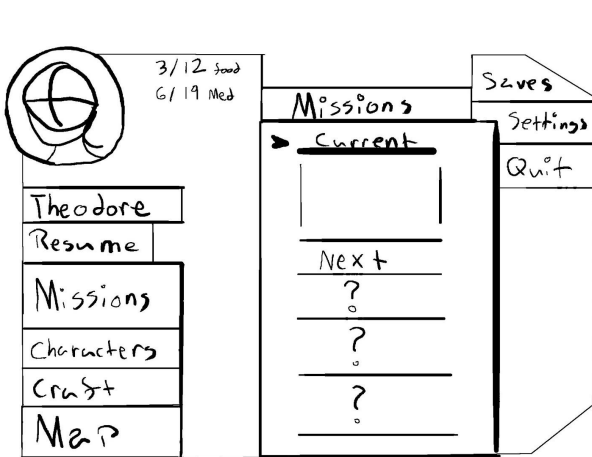 3/12 food
6/19 Med
Theodore
Resume
Missions
Characters
Craft
Map
Missions
Current
Next
?
?
?
Saves
Settings
Quit